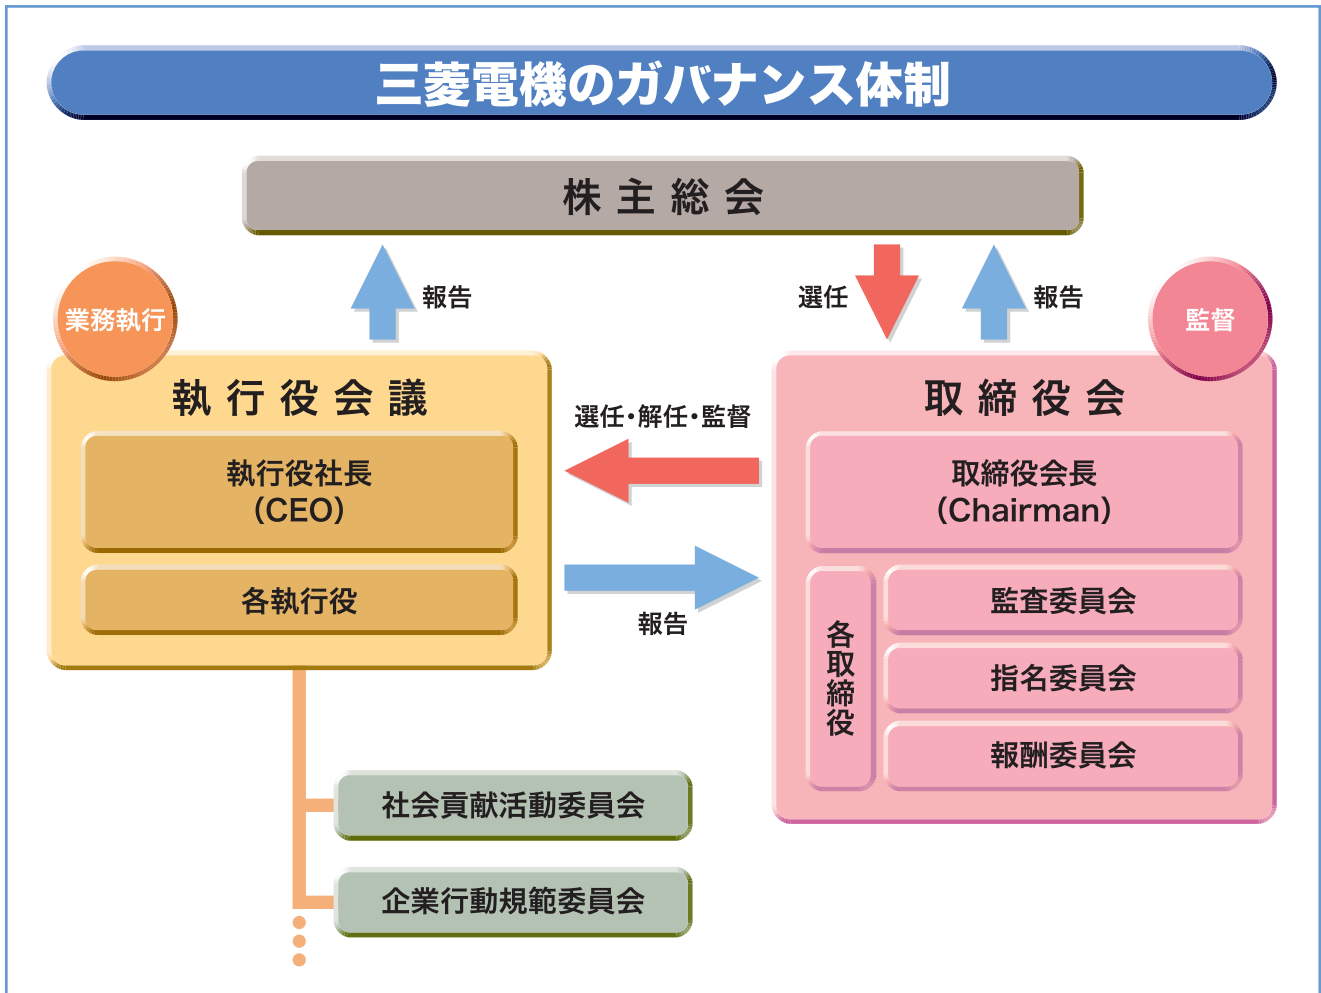 三菱電機のガバナンス体制
株主総会
報告
選任
報告
業務執行
監督
執行役会議
執行役社長
（CEO）
各執行役
選任・解任・監督
報告
取締役会
取締役会長
（Chairman）
各取締役
監査委員会
指名委員会
報酬委員会
社会貢献活動委員会
企業行動規範委員会